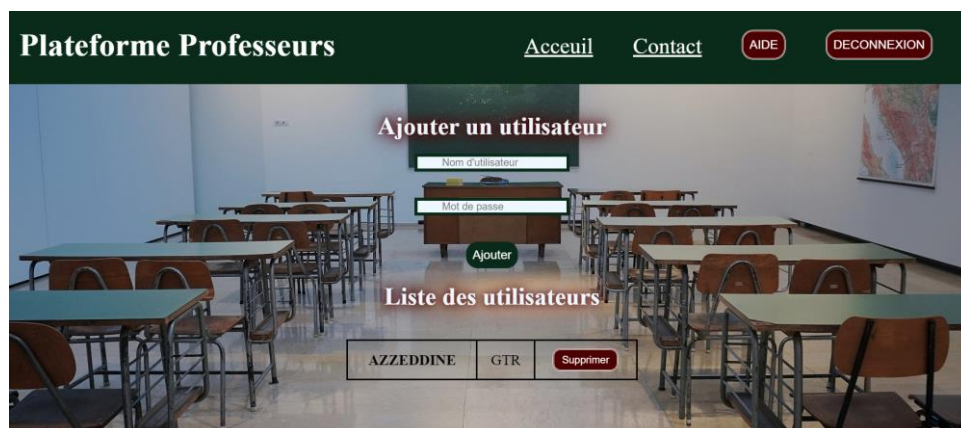 Plateforme Professeurs Acceuil Contact AIDE DECONNEXION
Ajouter un utilisateur
Nom d'utilisateur
Mot de passe
Ajouter
Liste des utilisateurs
AZZEDDINE GTR Supprimer